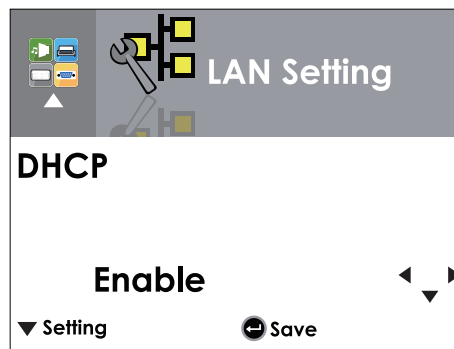 LAN Setting
DHCP
Enable
Setting
Save